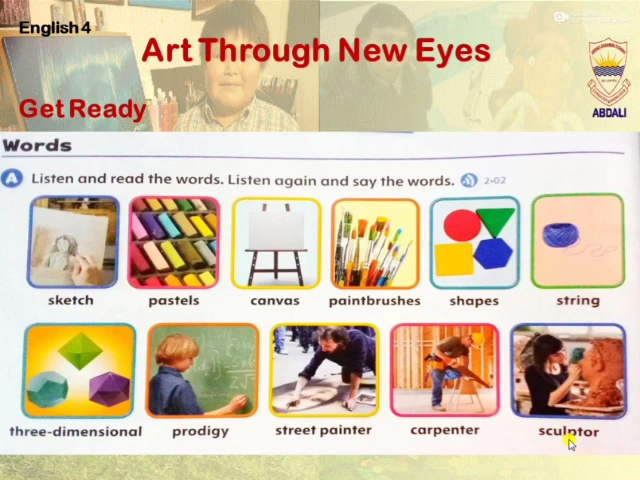 English 4
Art Through New Eyes
Get Ready
ABDALI
Words
A Listen and read the words. Listen again and say the words. 2-02
sketch pastels canvas paintbrushes shapes string
three-dimensional prodigy street painter carpenter sculptor